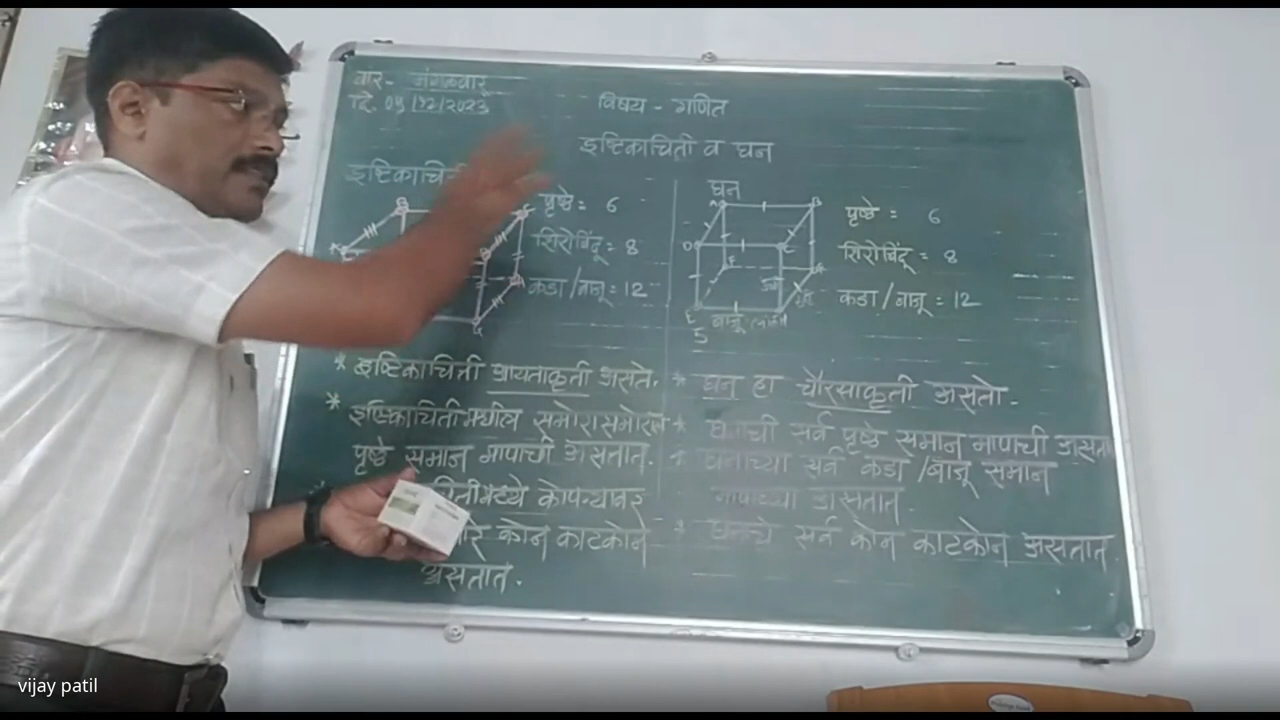 वार- मंगळवार
दि. 05/12/2023
विषय - गणित
इष्टिकाचिती व घन
इष्टिकाचिती
पृष्ठे = 6
शिरोबिंदू = 8
कडा/बाजू = 12
घन
पृष्ठे = 6
शिरोबिंदू = 8
कडा/बाजू = 12
बाजू
* इष्टिकाचिती आयताकृती असते.
* इष्टिकाचितीमधील समोरासमोरील
पृष्ठे समान मापाची असतात.
कोपऱ्यावर
कोन काटकोन
असतात.
* घन हा चौरसाकृती असतो.
* घनाची सर्व पृष्ठे समान मापाची असतात
* घनाच्या सर्व कडा/बाजू समान
मापाच्या असतात.
* घनाचे सर्व कोन काटकोन असतात.
vijay patil